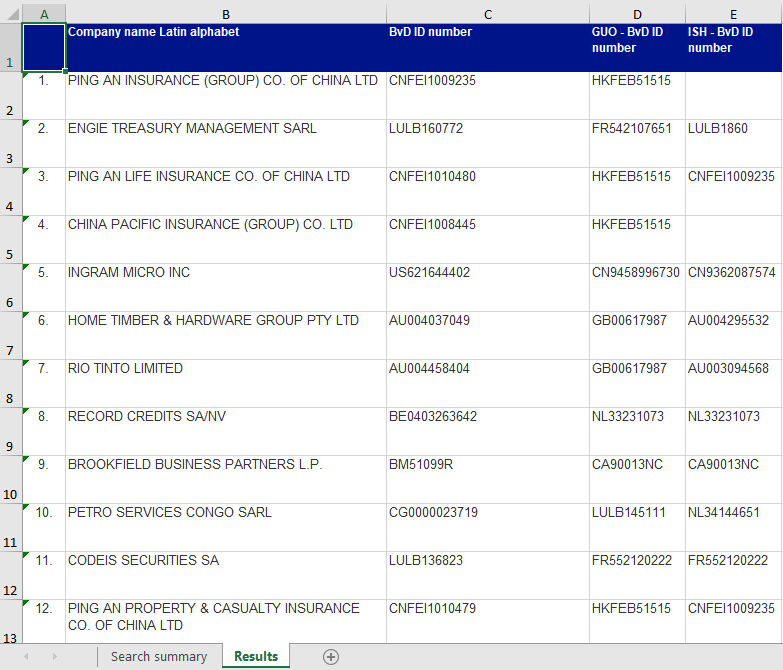 A B C D E
1 Company name Latin alphabet BvD ID number GUO - BvD ID number ISH - BvD ID number
2 1. PING AN INSURANCE (GROUP) CO. OF CHINA LTD CNFEI1009235 HKFEB51515
3 2. ENGIE TREASURY MANAGEMENT SARL LULB160772 FR542107651 LULB1860
4 3. PING AN LIFE INSURANCE CO. OF CHINA LTD CNFEI1010480 HKFEB51515 CNFEI1009235
5 4. CHINA PACIFIC INSURANCE (GROUP) CO. LTD CNFEI1008445 HKFEB51515
6 5. INGRAM MICRO INC US621644402 CN9458996730 CN9362087574
7 6. HOME TIMBER & HARDWARE GROUP PTY LTD AU004037049 GB00617987 AU004295532
8 7. RIO TINTO LIMITED AU004458404 GB00617987 AU003094568
9 8. RECORD CREDITS SA/NV BE0403263642 NL33231073 NL33231073
10 9. BROOKFIELD BUSINESS PARTNERS L.P. BM51099R CA90013NC CA90013NC
11 10. PETRO SERVICES CONGO SARL CG0000023719 LULB145111 NL34144651
12 11. CODEIS SECURITIES SA LULB136823 FR552120222 FR552120222
13 12. PING AN PROPERTY & CASUALTY INSURANCE CO. OF CHINA LTD CNFEI1010479 HKFEB51515 CNFEI1009235
Search summary Results